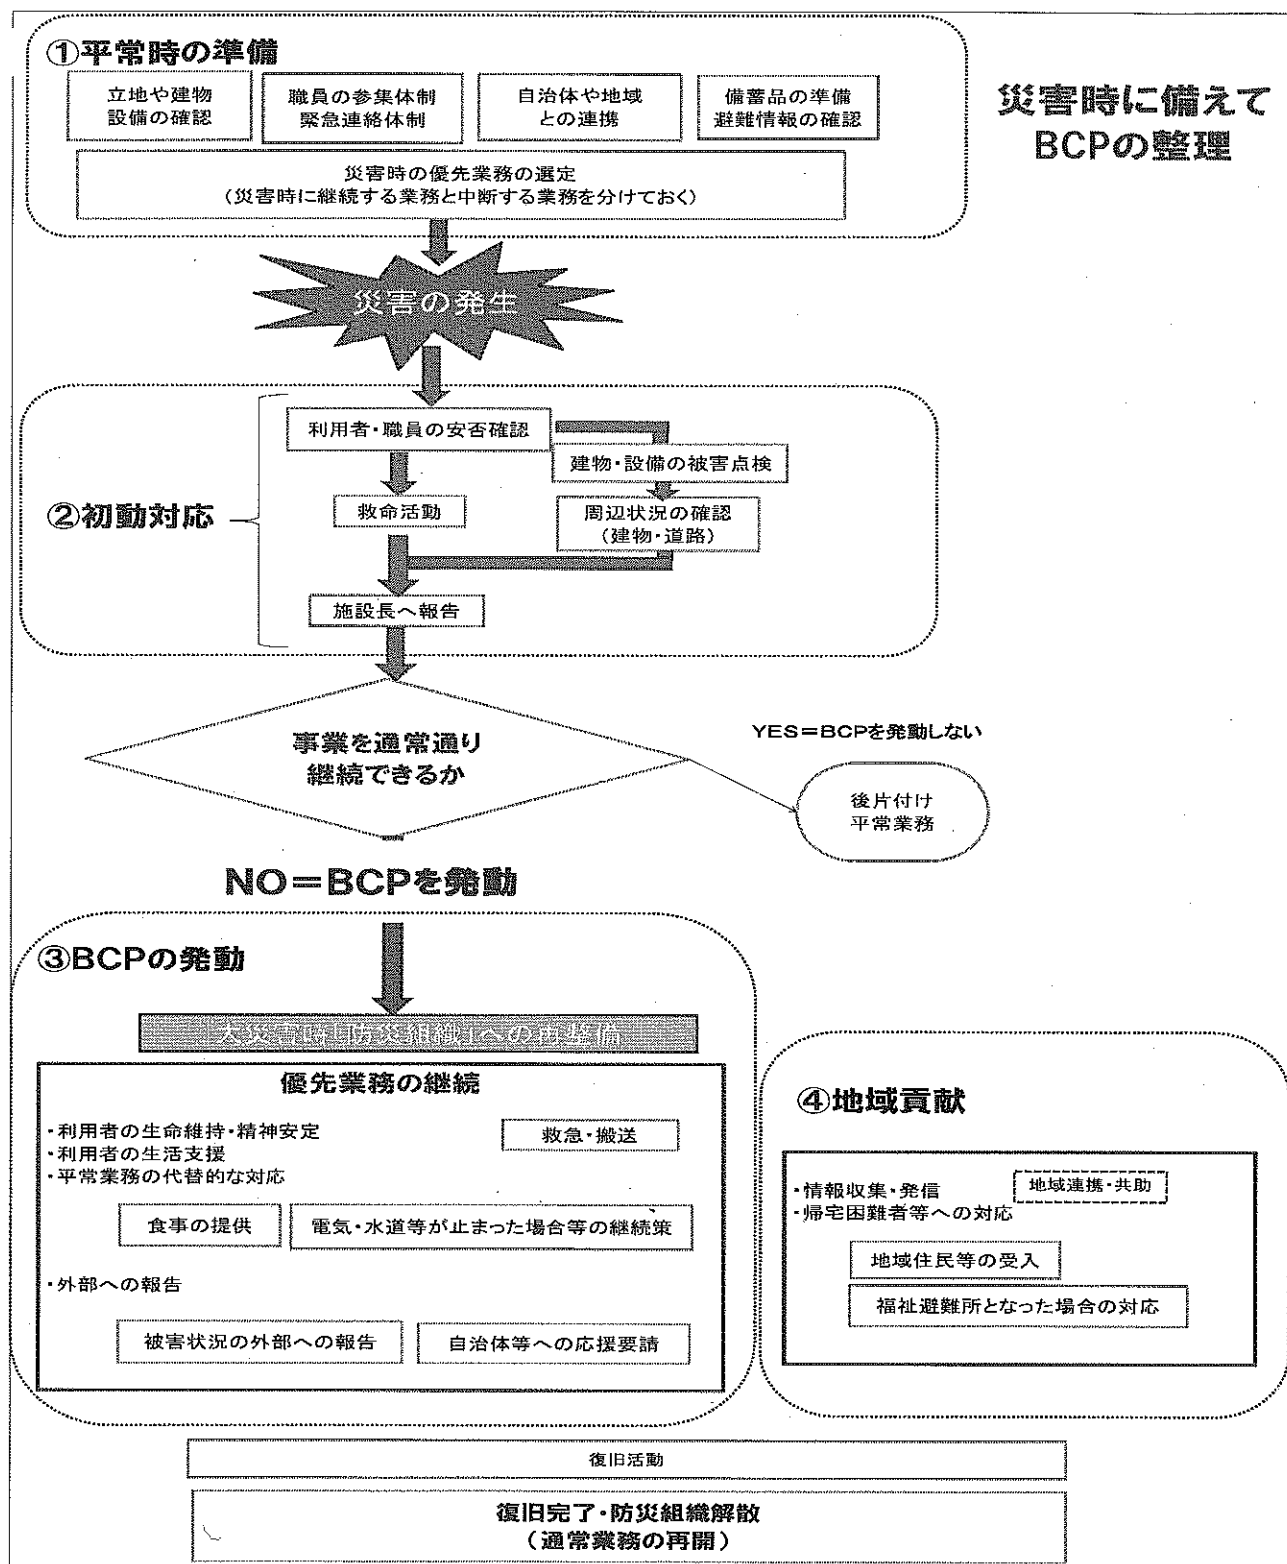 ①平常時の準備
立地や建物
設備の確認
職員の参集体制
緊急連絡体制
自治体や地域
との連携
備蓄品の準備
避難情報の確認
災害時に備えて
BCPの整理
災害時の優先業務の選定
(災害時に継続する業務と中断する業務を分けておく)
災害の発生
②初動対応
利用者・職員の安否確認
建物・設備の被害点検
救命活動
周辺状況の確認
(建物・道路)
施設長へ報告
事業を通常通り
継続できるか
YES=BCPを発動しない
後片付け
平常業務
NO=BCPを発動
③BCPの発動
大災害時「防災組織」への再整備
優先業務の継続
・利用者の生命維持・精神安定
・利用者の生活支援
・平常業務の代替的な対応
救急・搬送
食事の提供
電気・水道等が止まった場合等の継続策
・外部への報告
被害状況の外部への報告
自治体等への応援要請
④地域貢献
・情報収集・発信
・帰宅困難者等への対応
地域連携・共助
地域住民等の受入
福祉避難所となった場合の対応
復旧活動
復旧完了・防災組織解散
(通常業務の再開)